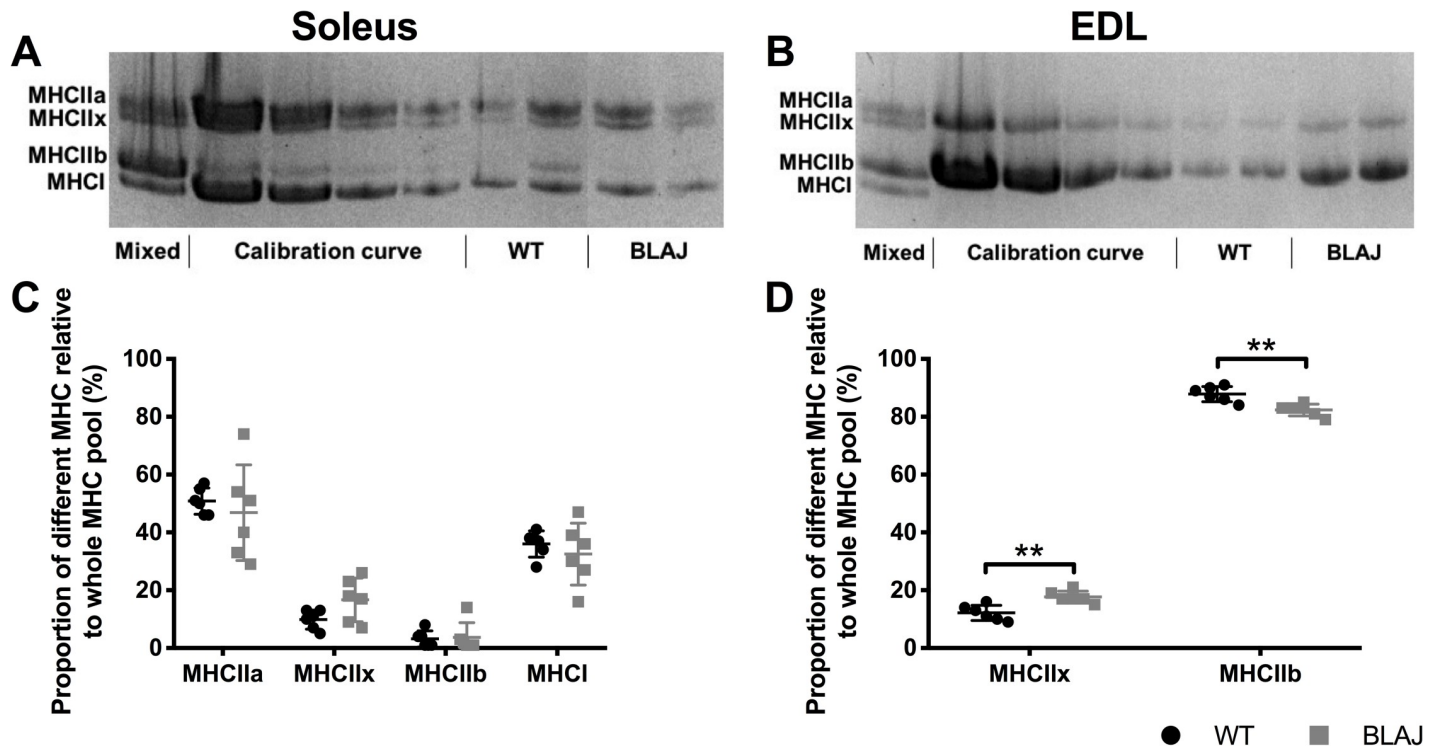 Soleus
EDL
A
MHCIIa
MHCIIx
MHCIIb
MHCI
Mixed
Calibration curve
WT
BLAJ
B
MHCIIa
MHCIIx
MHCIIb
MHCI
Mixed
Calibration curve
WT
BLAJ
C
Proportion of different MHC relative
to whole MHC pool (%)
100
80
60
40
20
0
MHCIIa
MHCIIx
MHCIIb
MHCI
D
Proportion of different MHC relative
to whole MHC pool (%)
100
80
60
40
20
0
**
**
MHCIIx
MHCIIb
WT
BLAJ